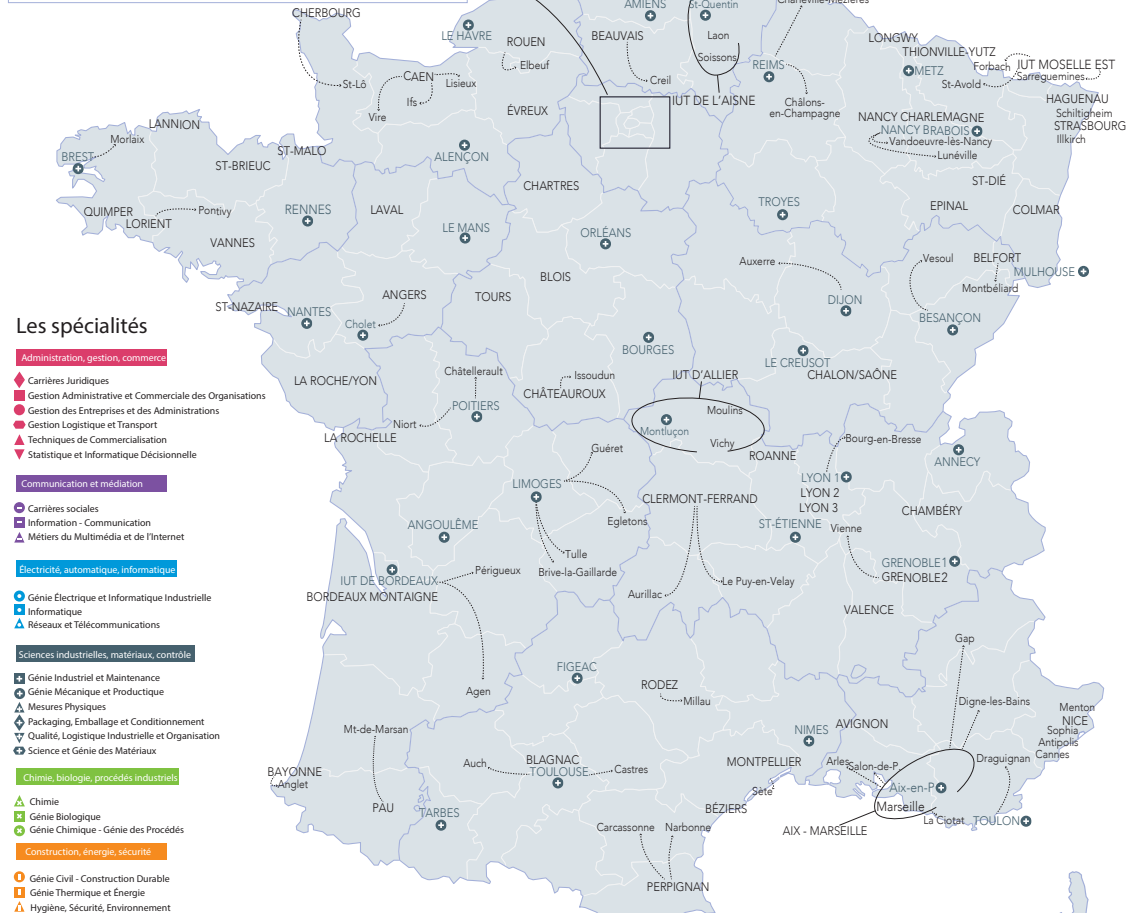 AMIENS
St-Quentin
Charleville-Mézières
CHERBOURG
LE HAVRE
ROUEN
Elbeuf
BEAUVAIS
Creil
Laon
Soissons
IUT DE L'AISNE
REIMS
Châlons-
en-Champagne
LONGWY
THIONVILLE-YUTZ
METZ
Forbach
IUT MOSELLE EST
Sarreguemines
St-Avold
HAGUENAU
Schiltigheim
STRASBOURG
Illkirch
NANCY CHARLEMAGNE
NANCY BRABOIS
Vandoeuvre-lès-Nancy
Lunéville
St-Lô
CAEN
Lisieux
Ifs
Vire
ÉVREUX
ALENÇON
LANNION
Morlaix
BREST
ST-BRIEUC
ST-MALO
QUIMPER
LORIENT
Pontivy
VANNES
RENNES
LAVAL
LE MANS
CHARTRES
ORLÉANS
TROYES
ST-DIÉ
EPINAL
COLMAR
BLOIS
Auxerre
Vesoul
BELFORT
MULHOUSE
Montbéliard
ST-NAZAIRE
NANTES
ANGERS
Cholet
TOURS
DIJON
BESANÇON
BOURGES
LE CREUSOT
CHALON/SAÔNE
LA ROCHE/YON
Châtellerault
Issoudun
CHÂTEAUROUX
IUT D'ALLIER
POITIERS
Niort
Moulins
Montluçon
Vichy
LA ROCHELLE
Guéret
ROANNE
Bourg-en-Bresse
ANNECY
LIMOGES
LYON 1
LYON 2
LYON 3
CLERMONT-FERRAND
CHAMBÉRY
Egletons
ANGOULÊME
ST-ÉTIENNE
Vienne
Tulle
Brive-la-Gaillarde
GRENOBLE1
GRENOBLE2
IUT DE BORDEAUX
Périgueux
BORDEAUX MONTAIGNE
Aurillac
Le Puy-en-Velay
VALENCE
Gap
FIGEAC
Agen
RODEZ
Millau
Digne-les-Bains
Menton
NICE
Sophia
Antipolis
Cannes
Mt-de-Marsan
NIMES
AVIGNON
Draguignan
BAYONNE
Anglet
Auch
BLAGNAC
TOULOUSE
Castres
MONTPELLIER
Arles
Salon-de-P
Aix-en-P
Sète
PAU
TARBES
BÉZIERS
Marseille
La Ciotat
TOULON
AIX - MARSEILLE
Carcassonne
Narbonne
PERPIGNAN
Les spécialités
Administration, gestion, commerce
Carrières Juridiques
Gestion Administrative et Commerciale des Organisations
Gestion des Entreprises et des Administrations
Gestion Logistique et Transport
Techniques de Commercialisation
Statistique et Informatique Décisionnelle
Communication et médiation
Carrières sociales
Information - Communication
Métiers du Multimédia et de l'Internet
Électricité, automatique, informatique
Génie Électrique et Informatique Industrielle
Informatique
Réseaux et Télécommunications
Sciences industrielles, matériaux, contrôle
Génie Industriel et Maintenance
Génie Mécanique et Productique
Mesures Physiques
Packaging, Emballage et Conditionnement
Qualité, Logistique Industrielle et Organisation
Science et Génie des Matériaux
Chimie, biologie, procédés industriels
Chimie
Génie Biologique
Génie Chimique - Génie des Procédés
Construction, énergie, sécurité
Génie Civil - Construction Durable
Génie Thermique et Énergie
Hygiène, Sécurité, Environnement